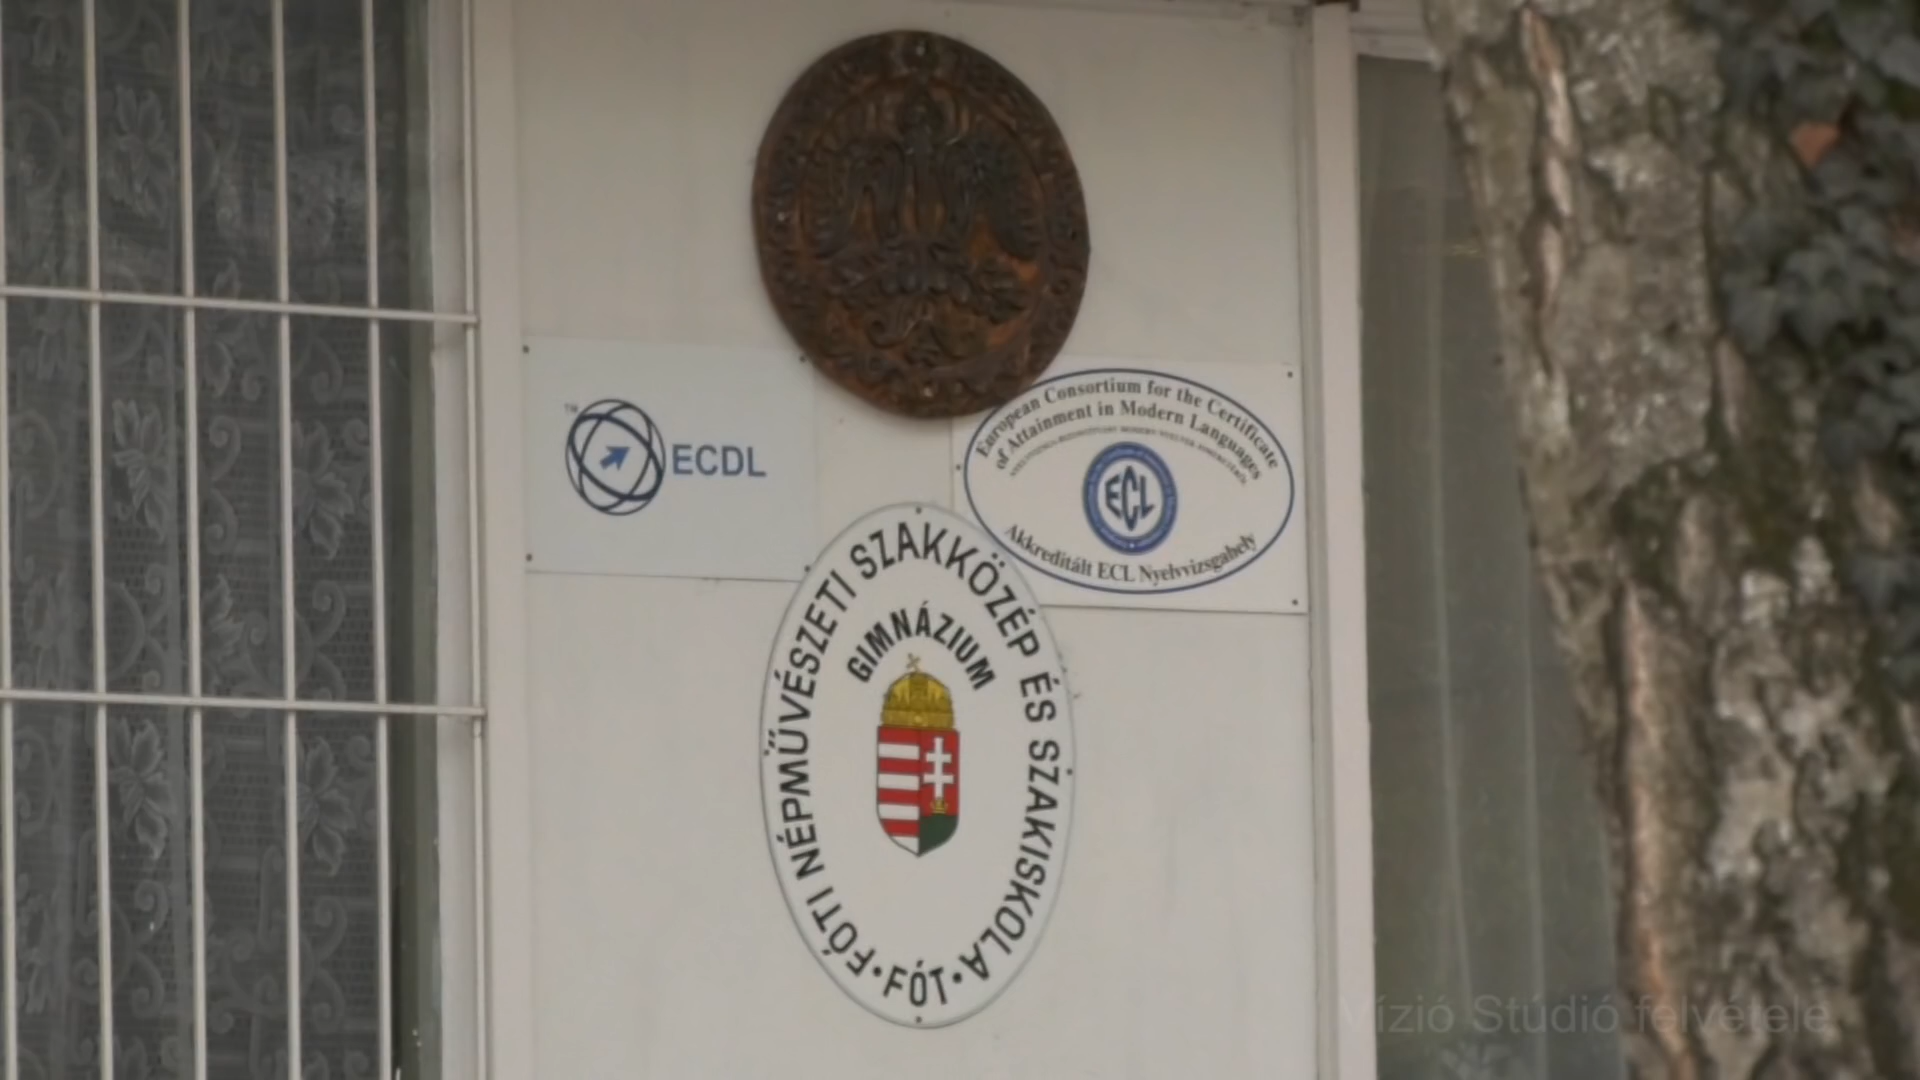 TM
ECDL
European Consortium for the Certificate
of Attainment in Modern Languages
ECL
Akkreditált ECL Nyelvvizsgahely
FÓTI NÉPMŰVÉSZETI SZAKKÖZÉP ÉS SZAKISKOLA
GIMNÁZIUM
•FÓT•
Vízió Stúdió felvétele